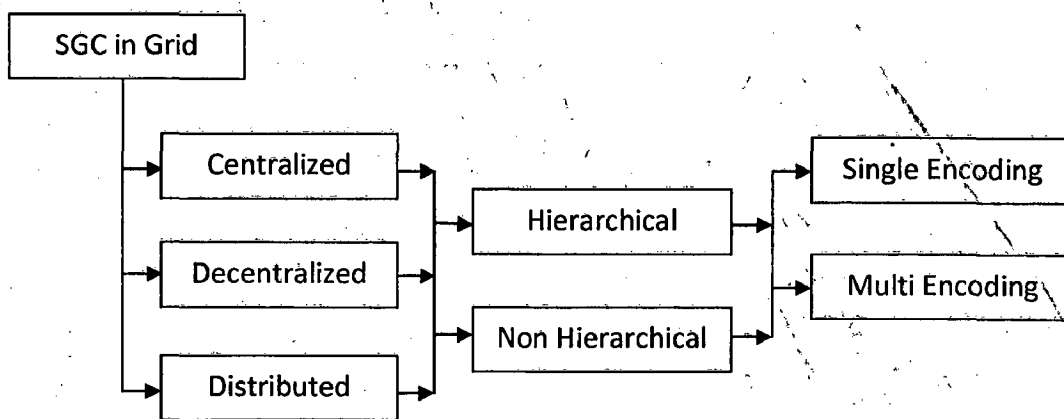 SGC in Grid
Centralized
Decentralized
Distributed
Hierarchical
Non Hierarchical
Single Encoding
Multi Encoding